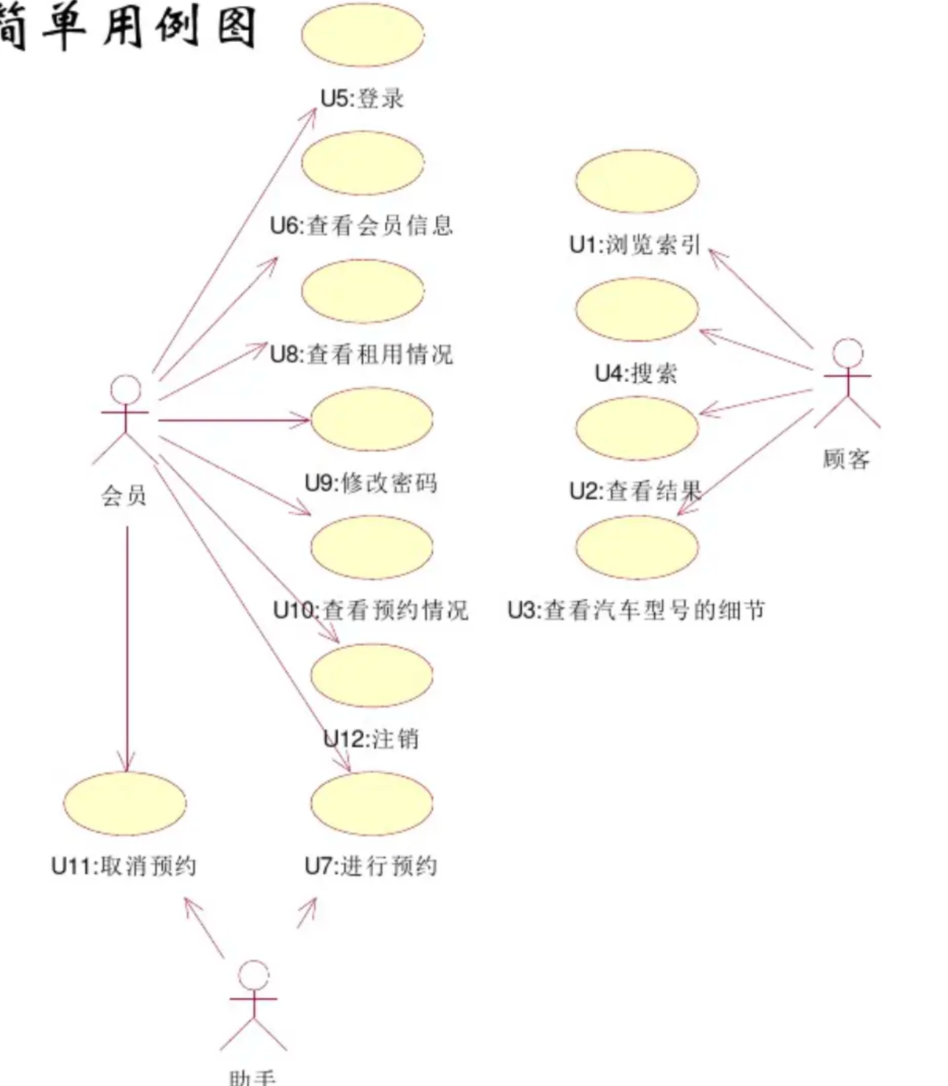 简单用例图
U5:登录
U6:查看会员信息
U1:浏览索引
U8:查看租用情况
U4:搜索
顾客
会员
U9:修改密码
U2:查看结果
U10:查看预约情况
U3:查看汽车型号的细节
U12:注销
U11:取消预约
U7:进行预约
助手